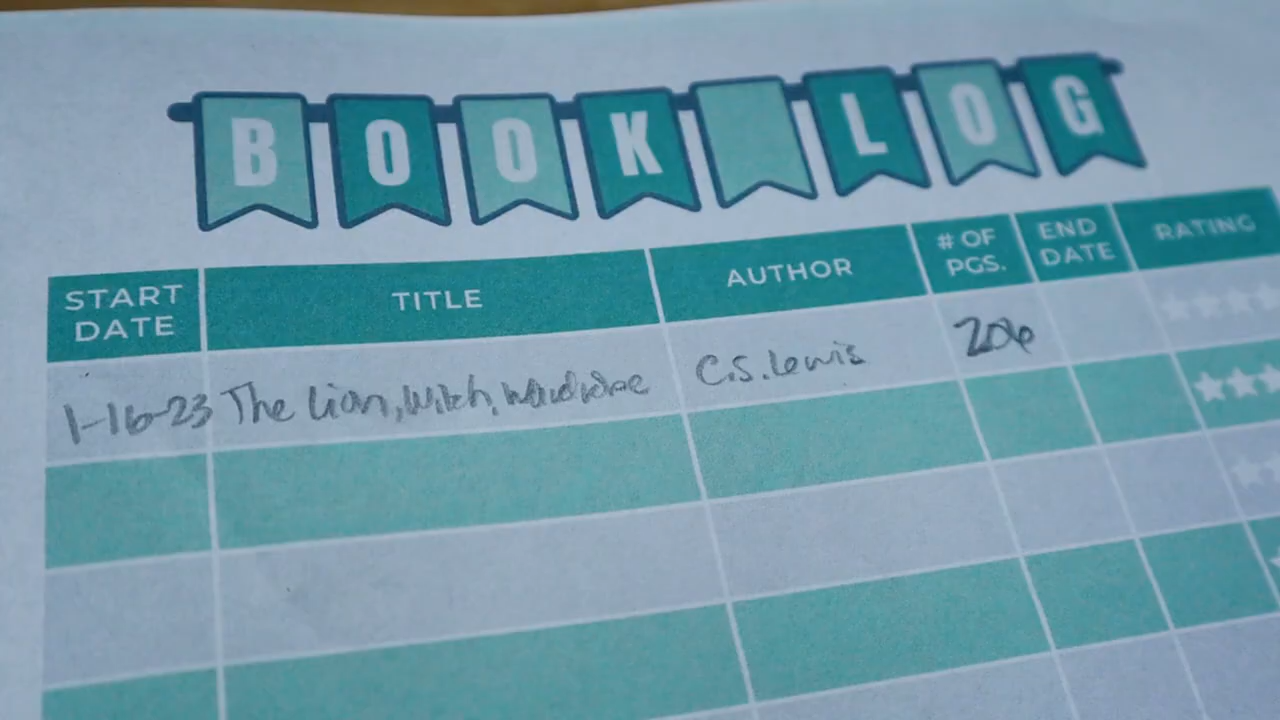 BOOK LOG
START DATE TITLE AUTHOR # OF PGS. END DATE RATING
1-16-23 The Lion, Witch, Wardrobe C.S. Lewis 206